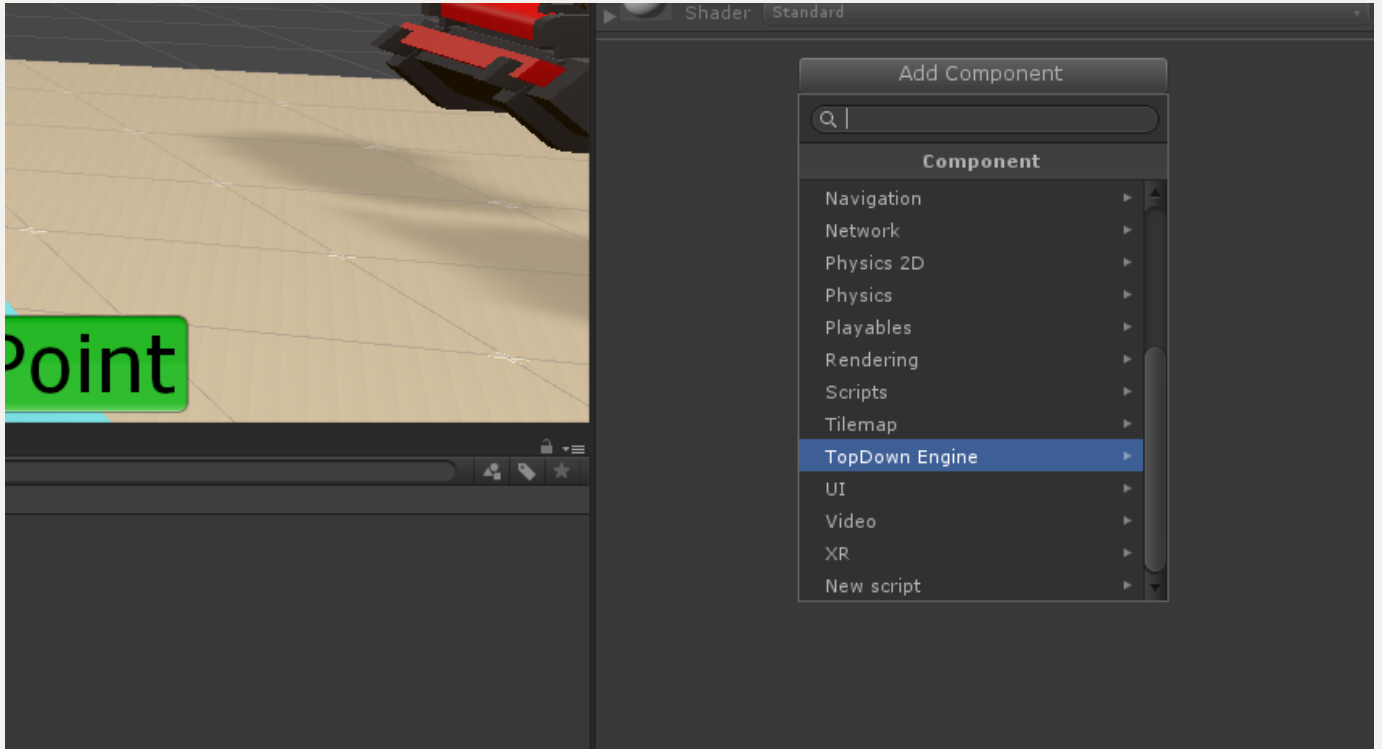 Shader Standard
Add Component
Component
Navigation
Network
Physics 2D
Physics
Playables
Rendering
Scripts
Tilemap
TopDown Engine
UI
Video
XR
New script
Point